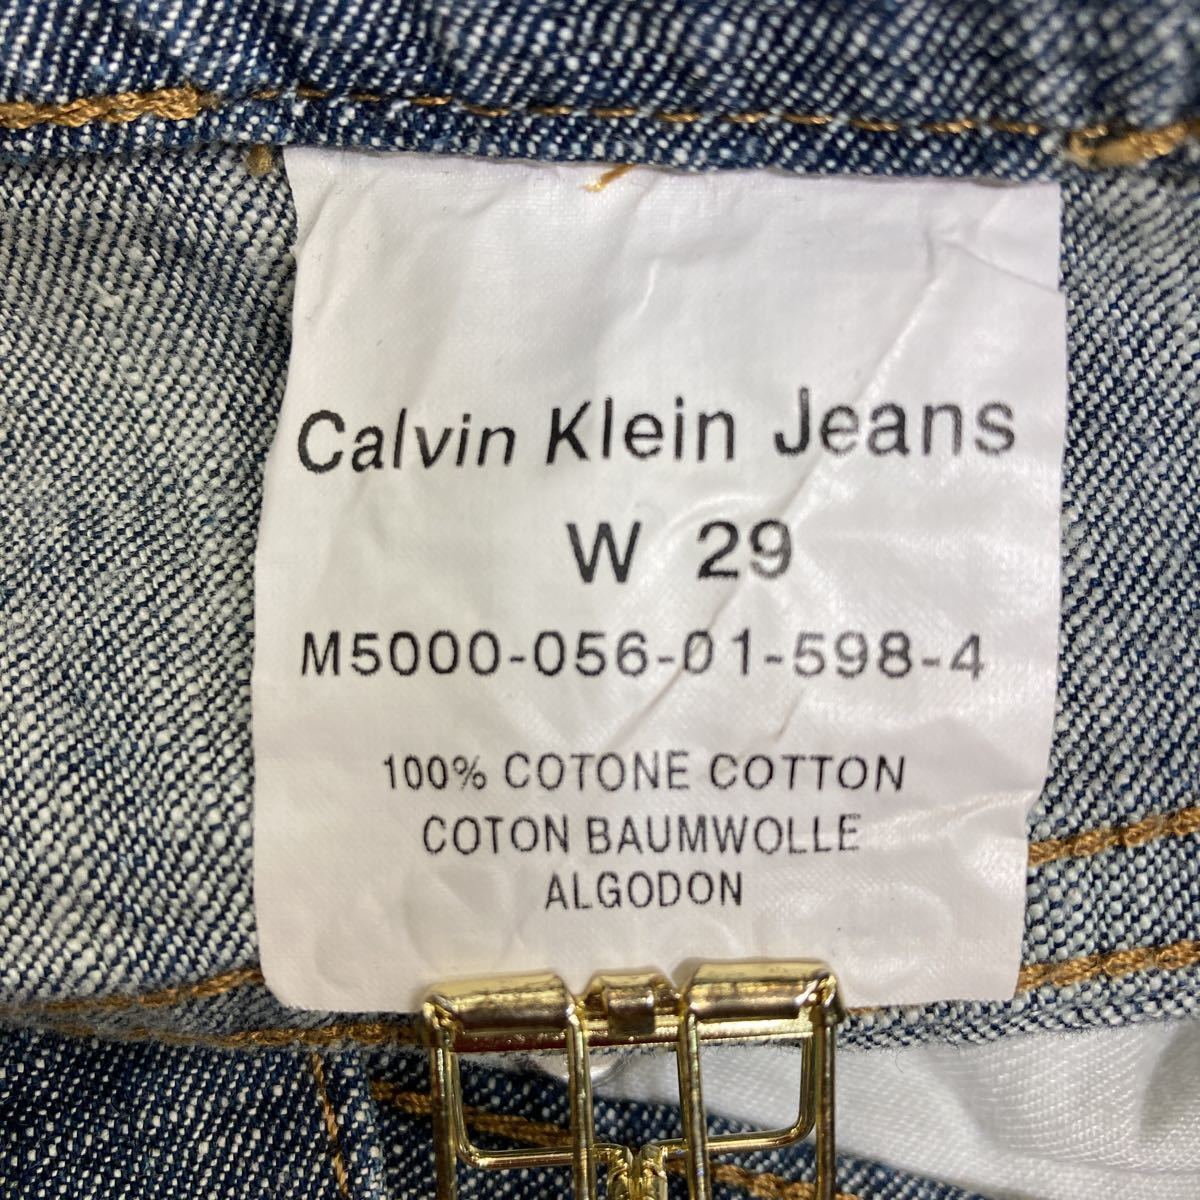 Calvin Klein Jeans
W 29
M5000-056-01-598-4
100% COTONE COTTON
COTON BAUMWOLLE
ALGODON